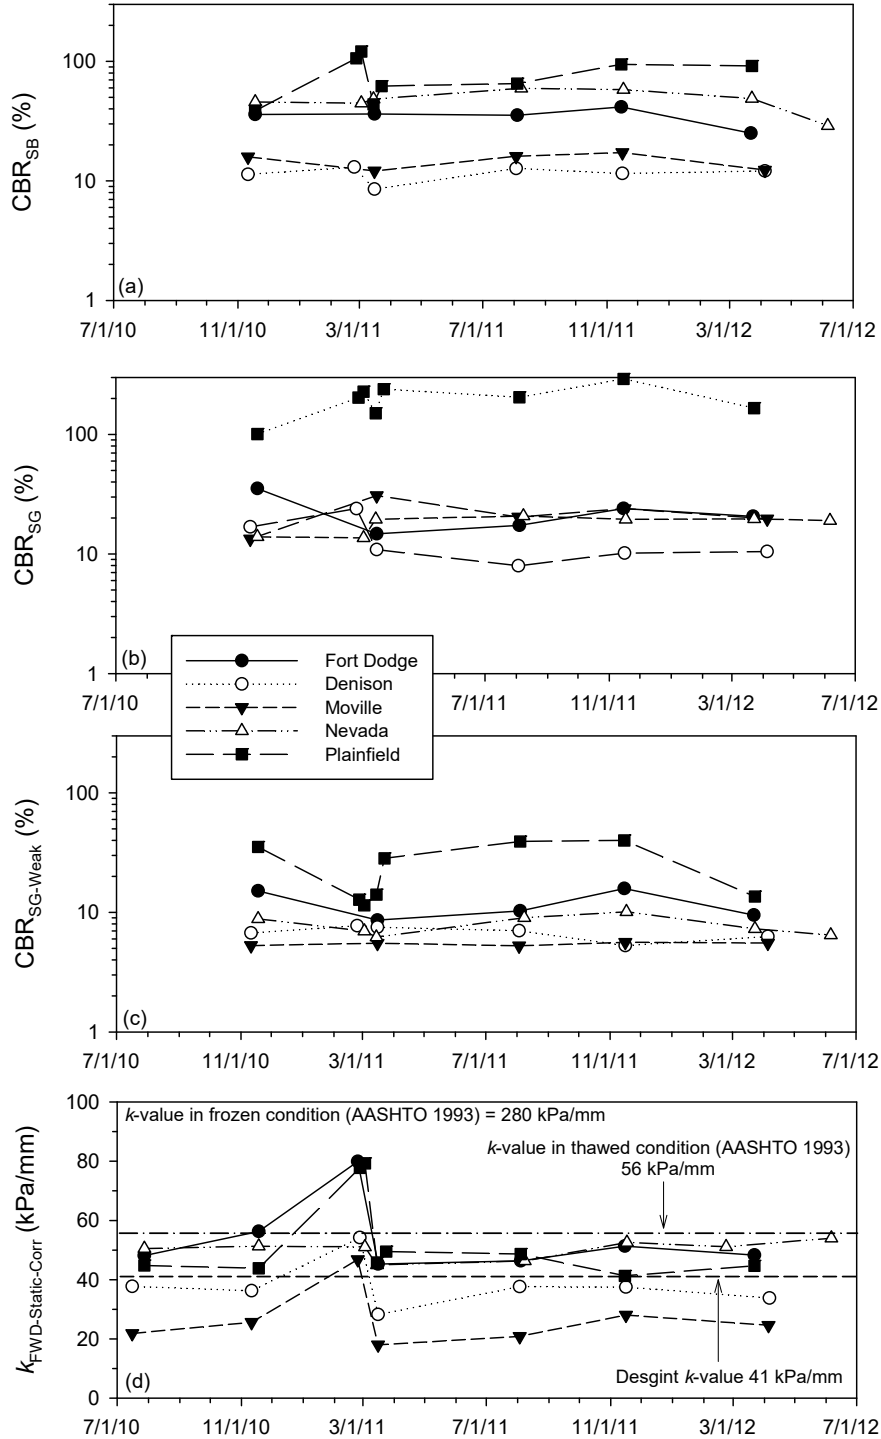 100
10
1
CBRSB (%)
(a)
7/1/10 11/1/10 3/1/11 7/1/11 11/1/11 3/1/12 7/1/12
100
10
1
CBRSG (%)
(b)
7/1/10 7/1/11 11/1/11 3/1/12 7/1/12
Fort Dodge
Denison
Moville
Nevada
Plainfield
100
10
1
CBRSG-Weak (%)
(c)
7/1/10 11/1/10 3/1/11 7/1/11 11/1/11 3/1/12 7/1/12
100
80
60
40
20
0
kFWD-Static-Corr (kPa/mm)
k-value in frozen condition (AASHTO 1993) = 280 kPa/mm
k-value in thawed condition (AASHTO 1993)
56 kPa/mm
Desgint k-value 41 kPa/mm
(d)
7/1/10 11/1/10 3/1/11 7/1/11 11/1/11 3/1/12 7/1/12